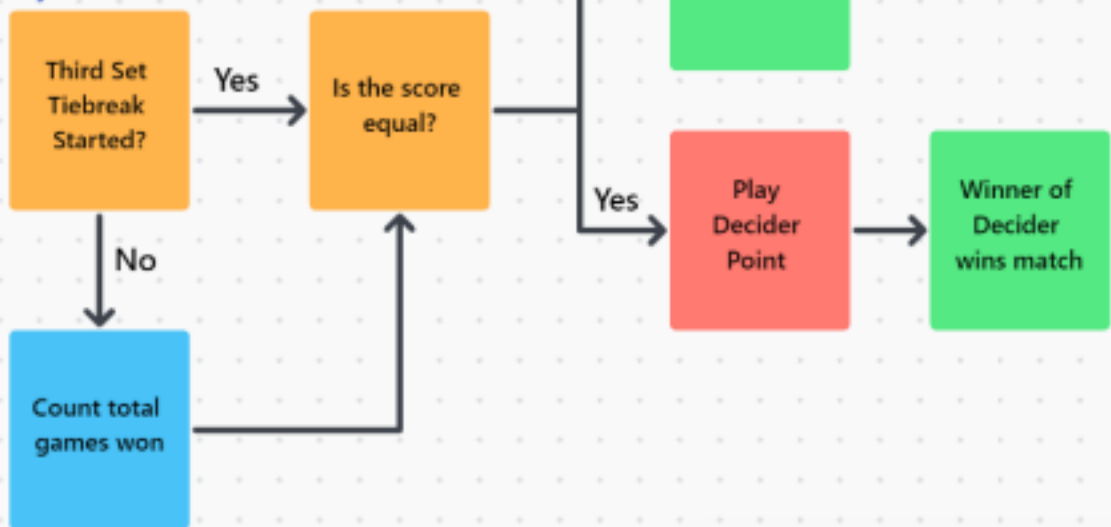 Third Set
Tiebreak
Started?
Yes
Is the score
equal?
Yes
Play
Decider
Point
Winner of
Decider
wins match
No
Count total
games won